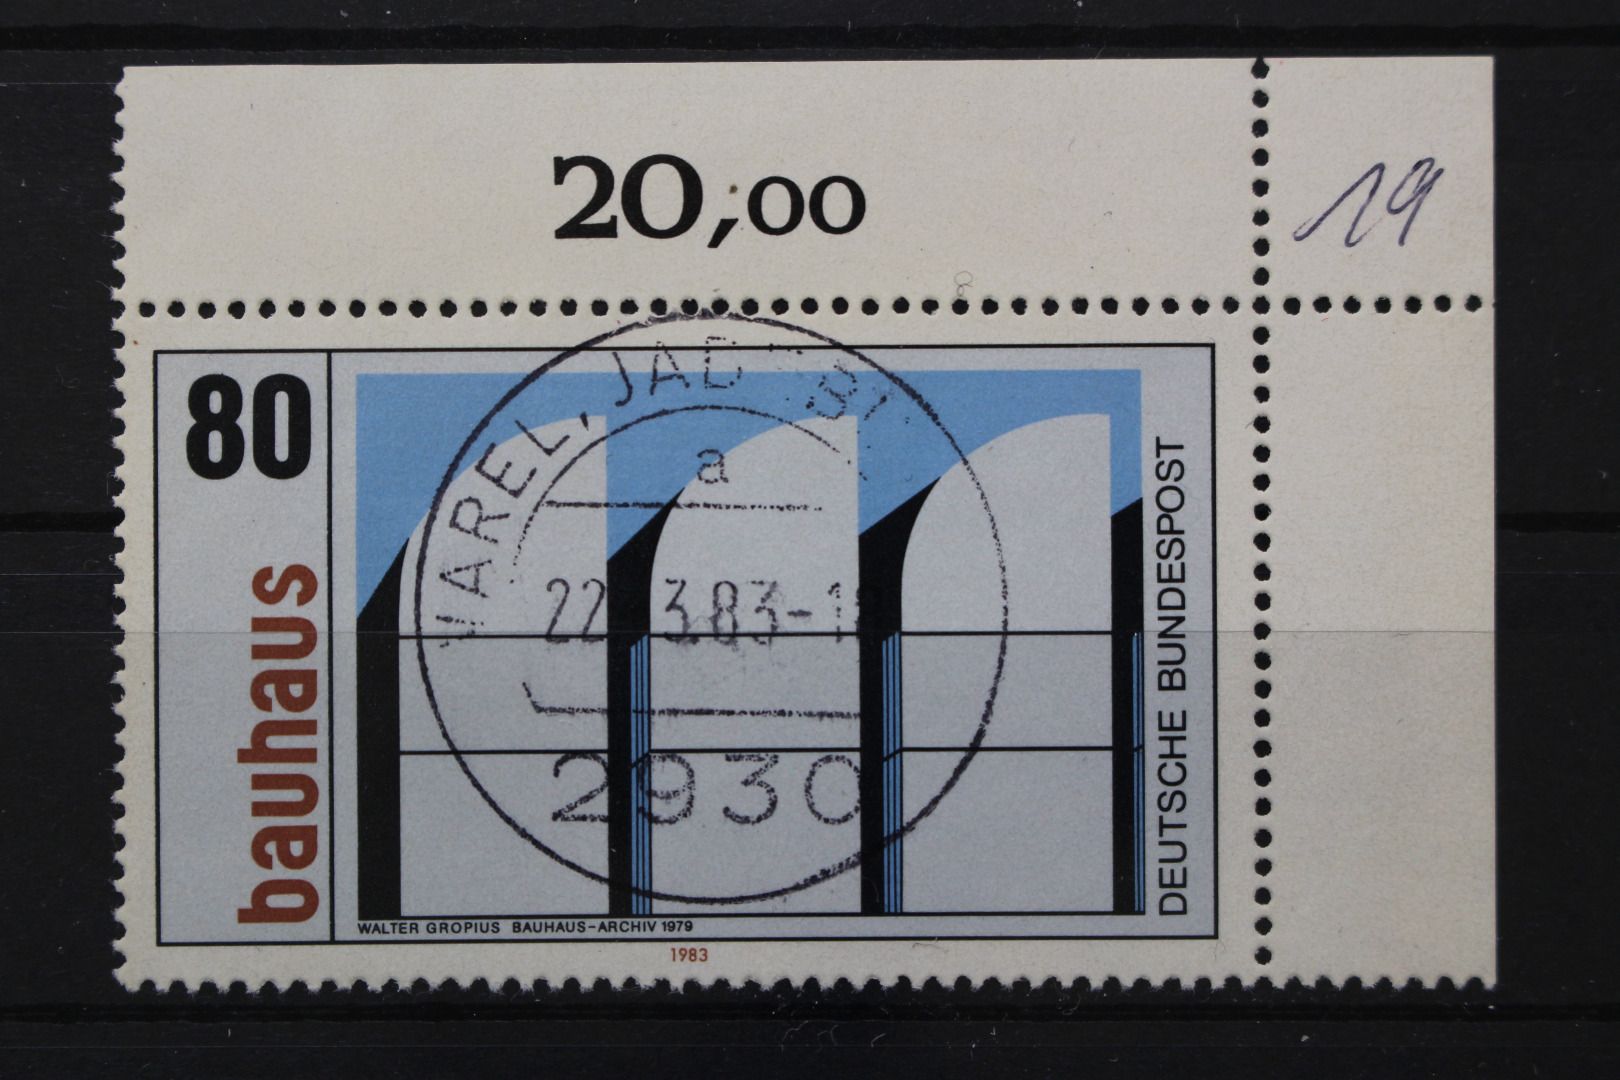 20,00
19
80
bauhaus
DEUTSCHE BUNDESPOST
VAREL, JAD
a
22 3.83-1
2930
WALTER GROPIUS BAUHAUS-ARCHIV 1979
1983